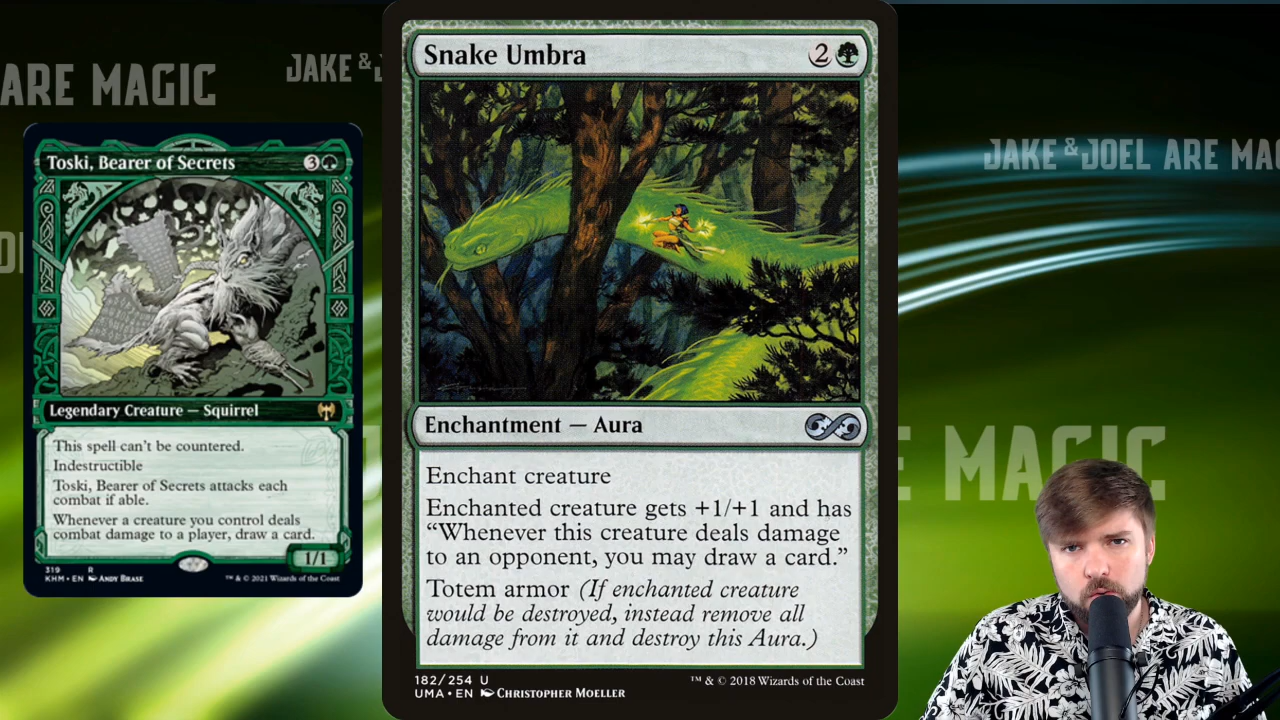 ARE MAGIC
JAKE &
JAKE & JOEL ARE MAG
Toski, Bearer of Secrets 3
Legendary Creature — Squirrel
This spell can't be countered.
Indestructible
Toski, Bearer of Secrets attacks each
combat if able.
Whenever a creature you control deals
combat damage to a player, draw a card.
1/1
319 R
KHM • EN ANDY BRASE
™ & © 2021 Wizards of the Coast
Snake Umbra 2
Enchantment — Aura
Enchant creature
Enchanted creature gets +1/+1 and has
“Whenever this creature deals damage
to an opponent, you may draw a card.”
Totem armor (If enchanted creature
would be destroyed, instead remove all
damage from it and destroy this Aura.)
182/254 U
UMA • EN CHRISTOPHER MOELLER
™ & © 2018 Wizards of the Coast
E MAGIC